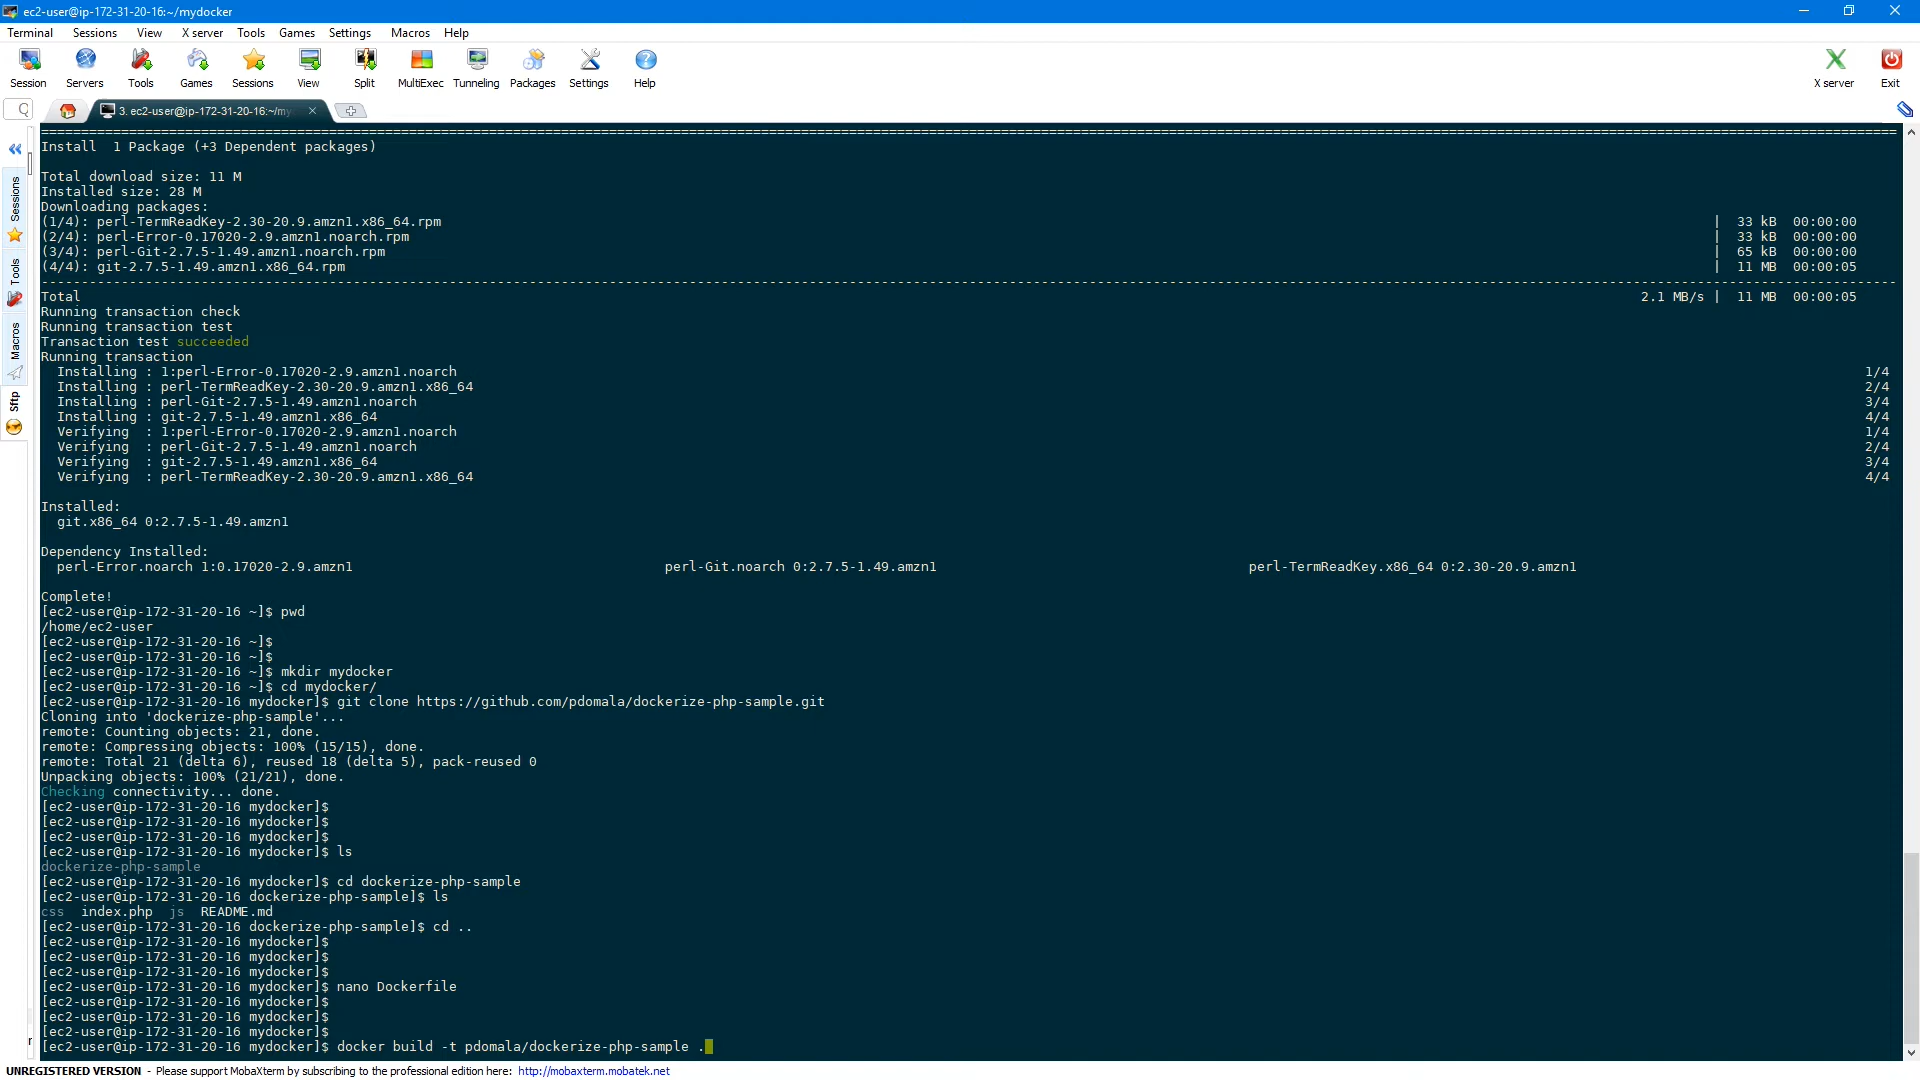 ec2-user@ip-172-31-20-16:~/mydocker
Terminal Sessions View X server Tools Games Settings Macros Help
Session Servers Tools Games Sessions View Split MultiExec Tunneling Packages Settings Help X server Exit
3. ec2-user@ip-172-31-20-16:~/my
Sessions
Tools
Macros
Sftp
================================================================================
Install  1 Package (+3 Dependent packages)
Total download size: 11 M
Installed size: 28 M
Downloading packages:
(1/4): perl-TermReadKey-2.30-20.9.amzn1.x86_64.rpm | 33 kB 00:00:00
(2/4): perl-Error-0.17020-2.9.amzn1.noarch.rpm | 33 kB 00:00:00
(3/4): perl-Git-2.7.5-1.49.amzn1.noarch.rpm | 65 kB 00:00:00
(4/4): git-2.7.5-1.49.amzn1.x86_64.rpm | 11 MB 00:00:05
--------------------------------------------------------------------------------
Total 2.1 MB/s | 11 MB 00:00:05
Running transaction check
Running transaction test
Transaction test succeeded
Running transaction
Installing : 1:perl-Error-0.17020-2.9.amzn1.noarch 1/4
Installing : perl-TermReadKey-2.30-20.9.amzn1.x86_64 2/4
Installing : perl-Git-2.7.5-1.49.amzn1.noarch 3/4
Installing : git-2.7.5-1.49.amzn1.x86_64 4/4
Verifying  : 1:perl-Error-0.17020-2.9.amzn1.noarch 1/4
Verifying  : perl-Git-2.7.5-1.49.amzn1.noarch 2/4
Verifying  : git-2.7.5-1.49.amzn1.x86_64 3/4
Verifying  : perl-TermReadKey-2.30-20.9.amzn1.x86_64 4/4
Installed:
git.x86_64 0:2.7.5-1.49.amzn1
Dependency Installed:
perl-Error.noarch 1:0.17020-2.9.amzn1 perl-Git.noarch 0:2.7.5-1.49.amzn1 perl-TermReadKey.x86_64 0:2.30-20.9.amzn1
Complete!
[ec2-user@ip-172-31-20-16 ~]$ pwd
/home/ec2-user
[ec2-user@ip-172-31-20-16 ~]$
[ec2-user@ip-172-31-20-16 ~]$
[ec2-user@ip-172-31-20-16 ~]$ mkdir mydocker
[ec2-user@ip-172-31-20-16 ~]$ cd mydocker/
[ec2-user@ip-172-31-20-16 mydocker]$ git clone https://github.com/pdomala/dockerize-php-sample.git
Cloning into 'dockerize-php-sample'...
remote: Counting objects: 21, done.
remote: Compressing objects: 100% (15/15), done.
remote: Total 21 (delta 6), reused 18 (delta 5), pack-reused 0
Unpacking objects: 100% (21/21), done.
Checking connectivity... done.
[ec2-user@ip-172-31-20-16 mydocker]$
[ec2-user@ip-172-31-20-16 mydocker]$
[ec2-user@ip-172-31-20-16 mydocker]$
[ec2-user@ip-172-31-20-16 mydocker]$ ls
dockerize-php-sample
[ec2-user@ip-172-31-20-16 mydocker]$ cd dockerize-php-sample
[ec2-user@ip-172-31-20-16 dockerize-php-sample]$ ls
css  index.php  js  README.md
[ec2-user@ip-172-31-20-16 dockerize-php-sample]$ cd ..
[ec2-user@ip-172-31-20-16 mydocker]$
[ec2-user@ip-172-31-20-16 mydocker]$
[ec2-user@ip-172-31-20-16 mydocker]$
[ec2-user@ip-172-31-20-16 mydocker]$ nano Dockerfile
[ec2-user@ip-172-31-20-16 mydocker]$
[ec2-user@ip-172-31-20-16 mydocker]$
[ec2-user@ip-172-31-20-16 mydocker]$
[ec2-user@ip-172-31-20-16 mydocker]$ docker build -t pdomala/dockerize-php-sample .
UNREGISTERED VERSION - Please support MobaXterm by subscribing to the professional edition here: http://mobaxterm.mobatek.net